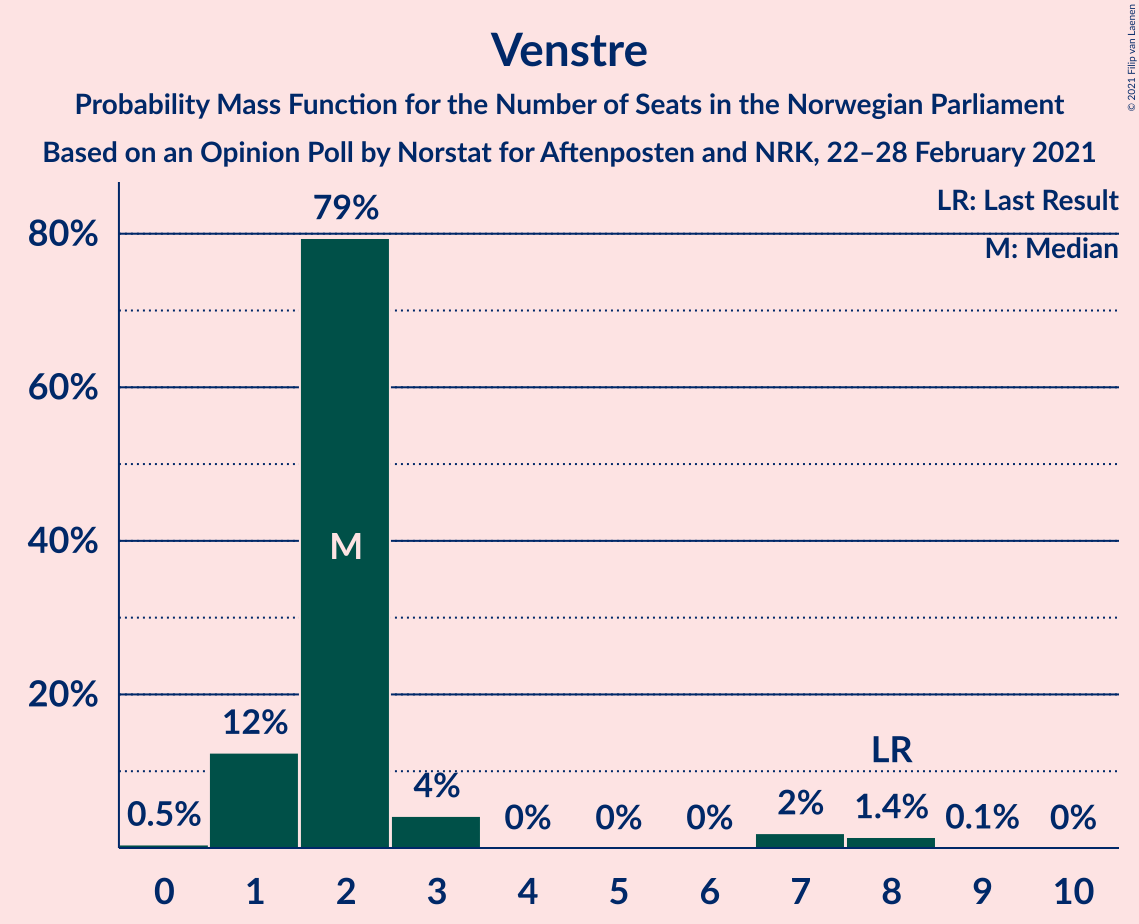 Venstre
Probability Mass Function for the Number of Seats in the Norwegian Parliament
Based on an Opinion Poll by Norstat for Aftenposten and NRK, 22–28 February 2021
© 2021 Filip van Laenen
LR: Last Result
M: Median
80%
60%
40%
20%
0.5%
12%
79%
M
4%
0%
0%
0%
2%
LR
1.4%
0.1%
0%
0 1 2 3 4 5 6 7 8 9 10